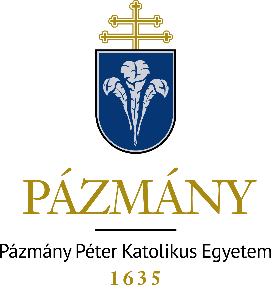 PÁZMÁNY
Pázmány Péter Katolikus Egyetem
1635